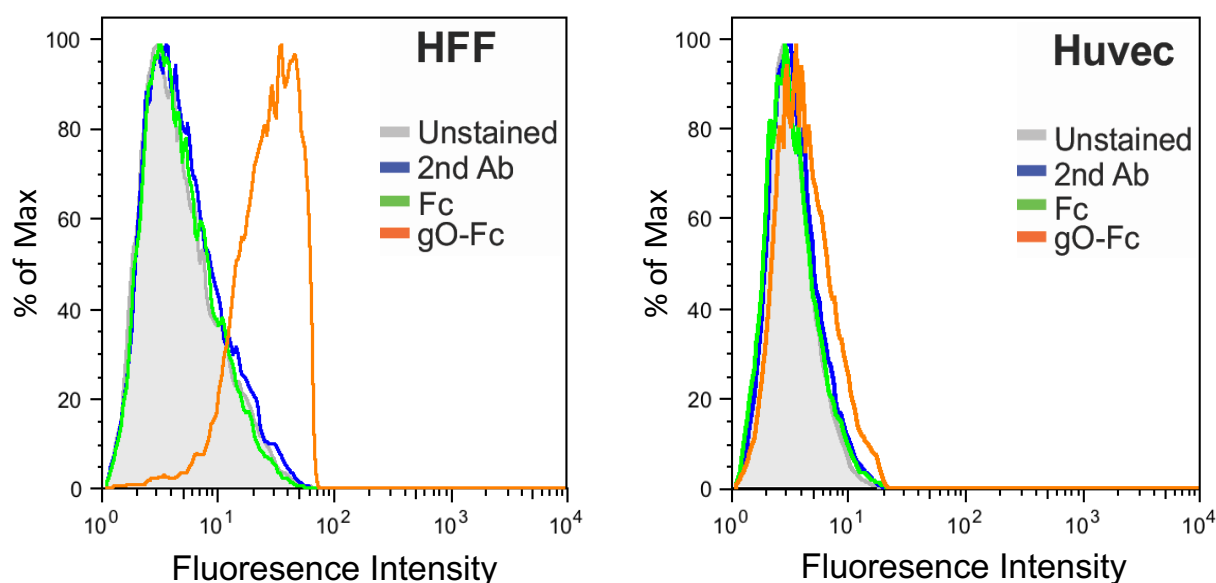 HFF
Unstained
2nd Ab
Fc
gO-Fc
% of Max
100
80
60
40
20
0
10^0 10^1 10^2 10^3 10^4
Fluoresence Intensity
Huvec
Unstained
2nd Ab
Fc
gO-Fc
% of Max
100
80
60
40
20
0
10^0 10^1 10^2 10^3 10^4
Fluoresence Intensity